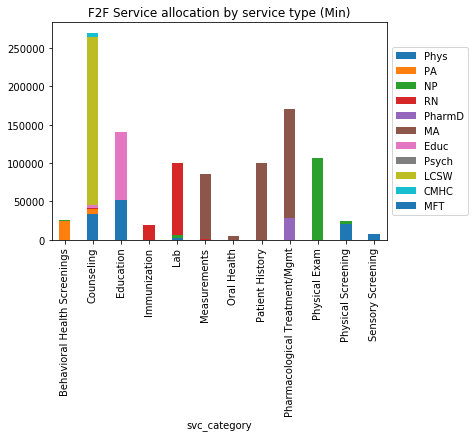 F2F Service allocation by service type (Min)
250000
200000
150000
100000
50000
0
Behavioral Health Screenings
Counseling
Education
Immunization
Lab
Measurements
Oral Health
Patient History
Pharmacological Treatment/Mgmt
Physical Exam
Physical Screening
Sensory Screening
svc_category
Phys
PA
NP
RN
PharmD
MA
Educ
Psych
LCSW
CMHC
MFT